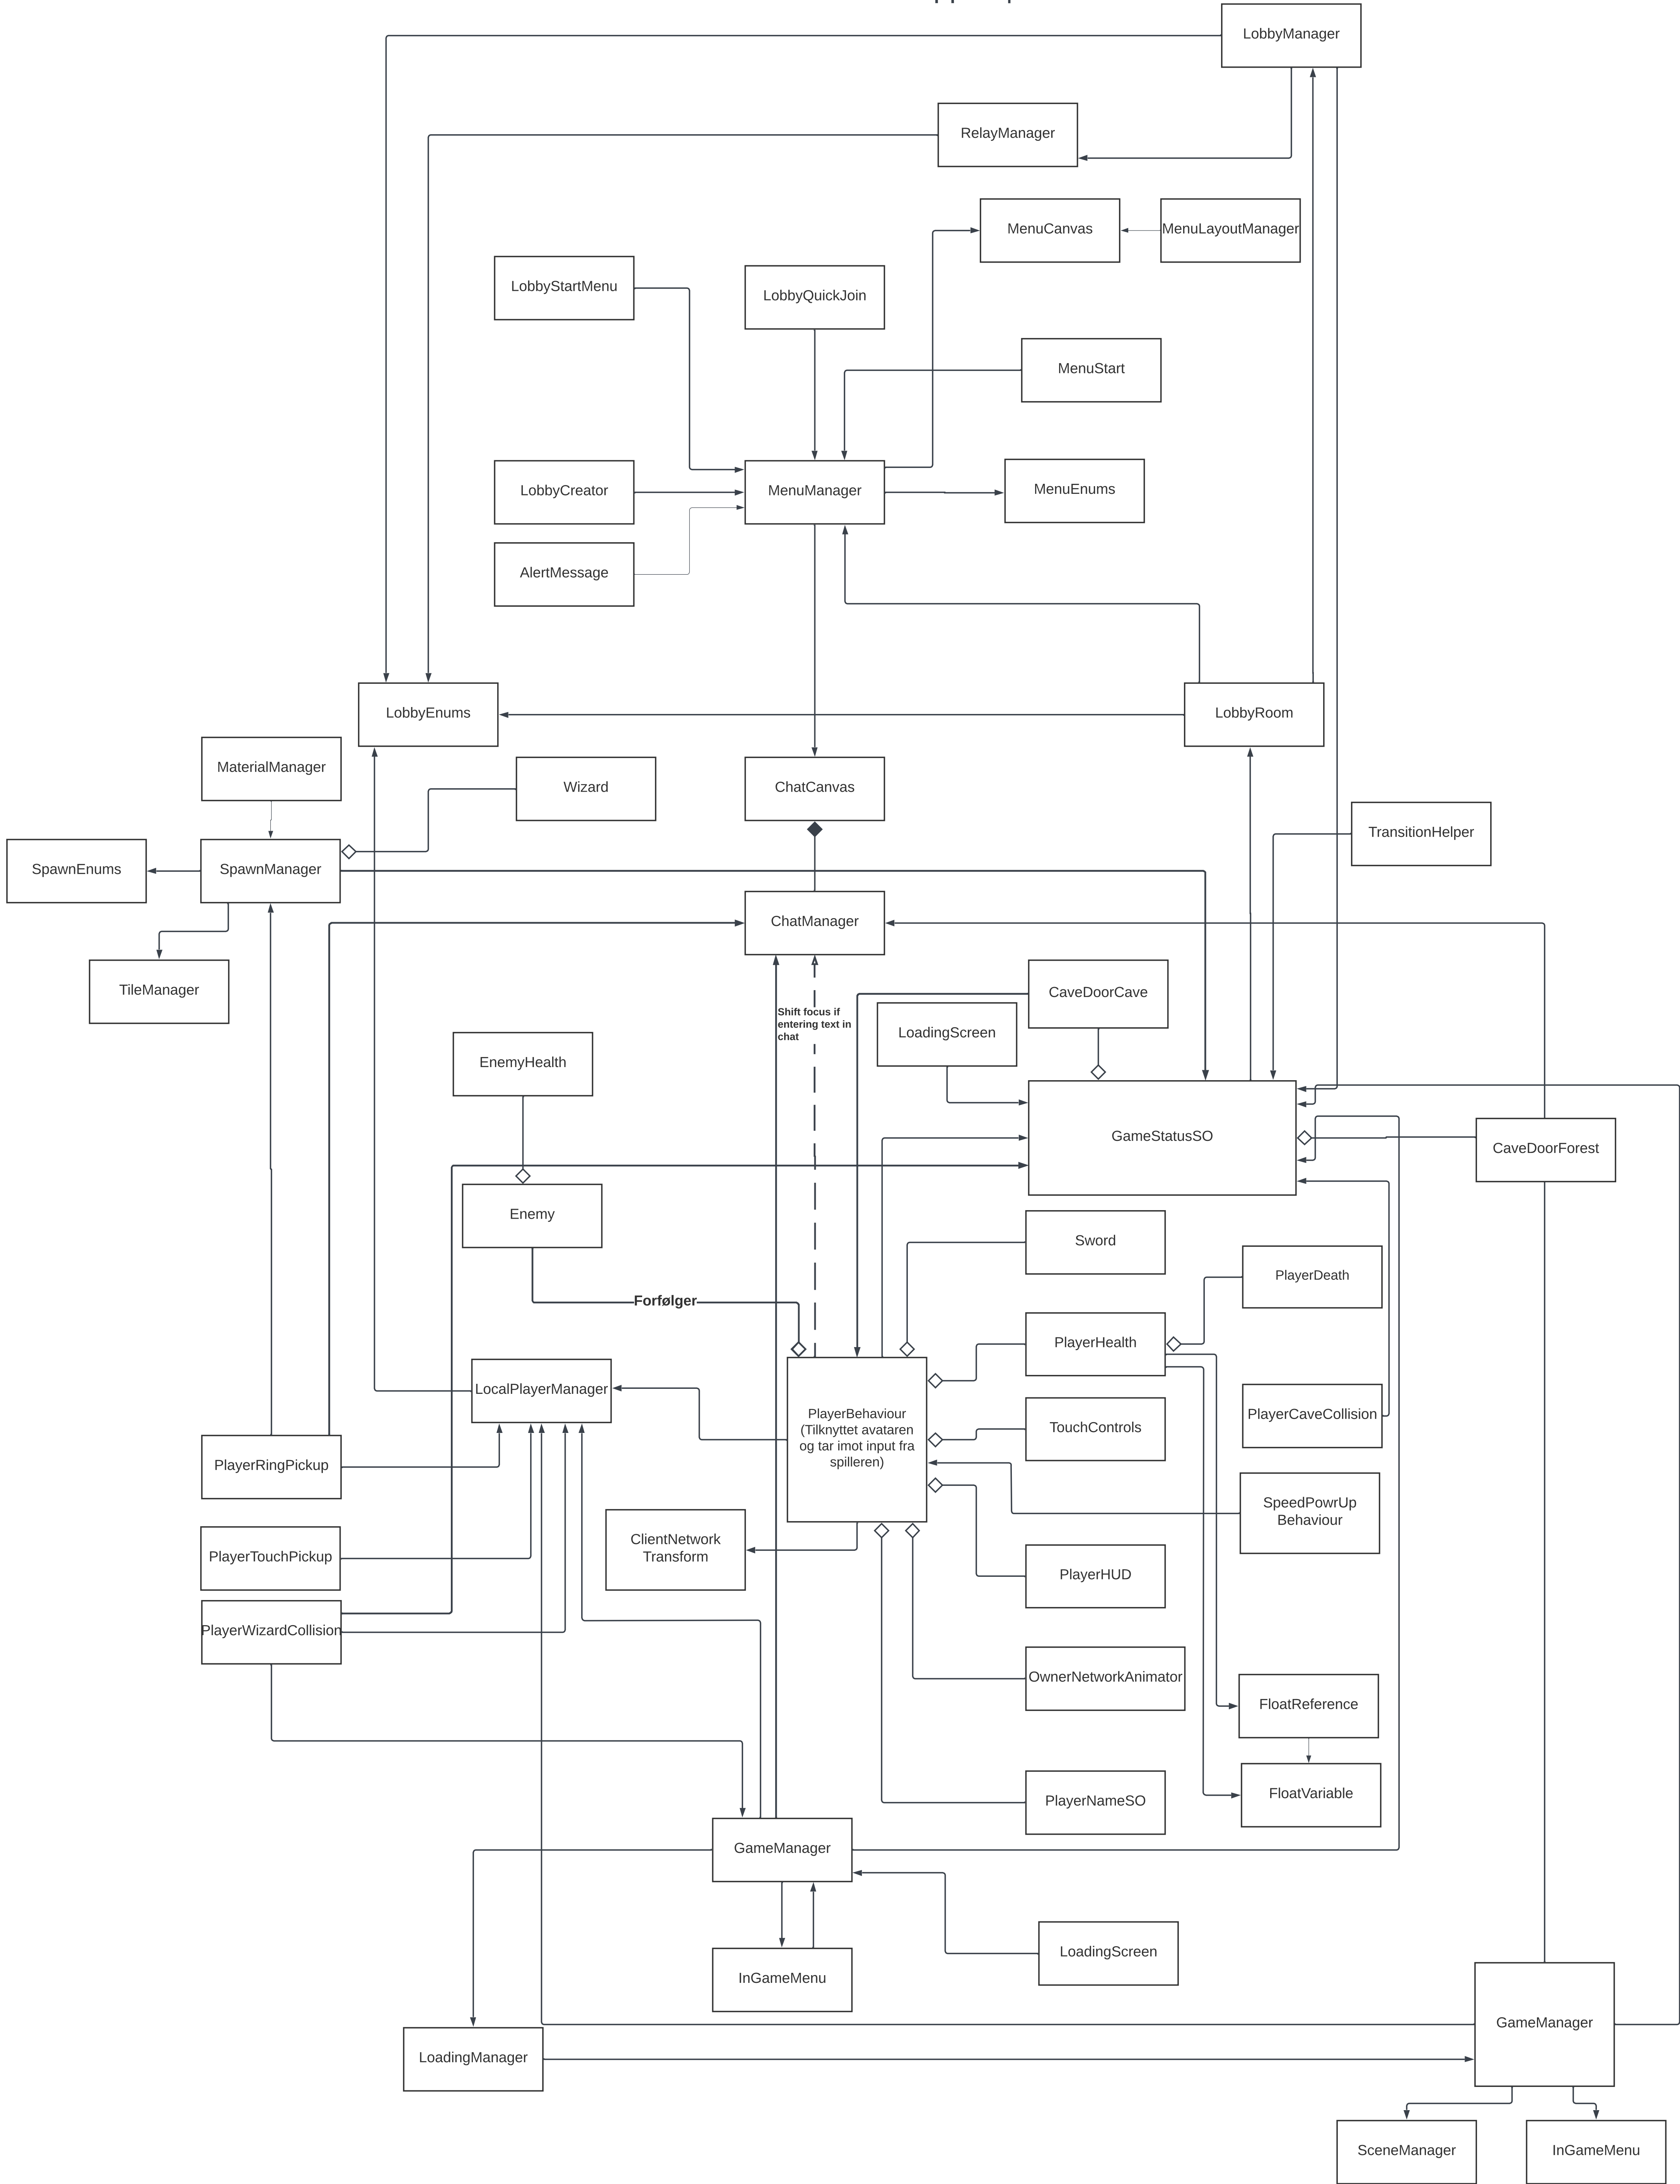 LobbyManager
RelayManager
MenuCanvas
MenuLayoutManager
LobbyStartMenu
LobbyQuickJoin
MenuStart
LobbyCreator
MenuManager
MenuEnums
AlertMessage
LobbyEnums
LobbyRoom
MaterialManager
Wizard
ChatCanvas
TransitionHelper
SpawnEnums
SpawnManager
ChatManager
TileManager
CaveDoorCave
Shift focus if
entering text in
chat
LoadingScreen
EnemyHealth
GameStatusSO
CaveDoorForest
Enemy
Sword
PlayerDeath
Forfølger
PlayerHealth
LocalPlayerManager
PlayerBehaviour
(Tilknyttet avataren
og tar imot input fra
spilleren)
TouchControls
PlayerCaveCollision
PlayerRingPickup
SpeedPowrUp
Behaviour
ClientNetwork
Transform
PlayerTouchPickup
PlayerHUD
PlayerWizardCollision
OwnerNetworkAnimator
FloatReference
FloatVariable
PlayerNameSO
GameManager
LoadingScreen
InGameMenu
GameManager
LoadingManager
SceneManager
InGameMenu